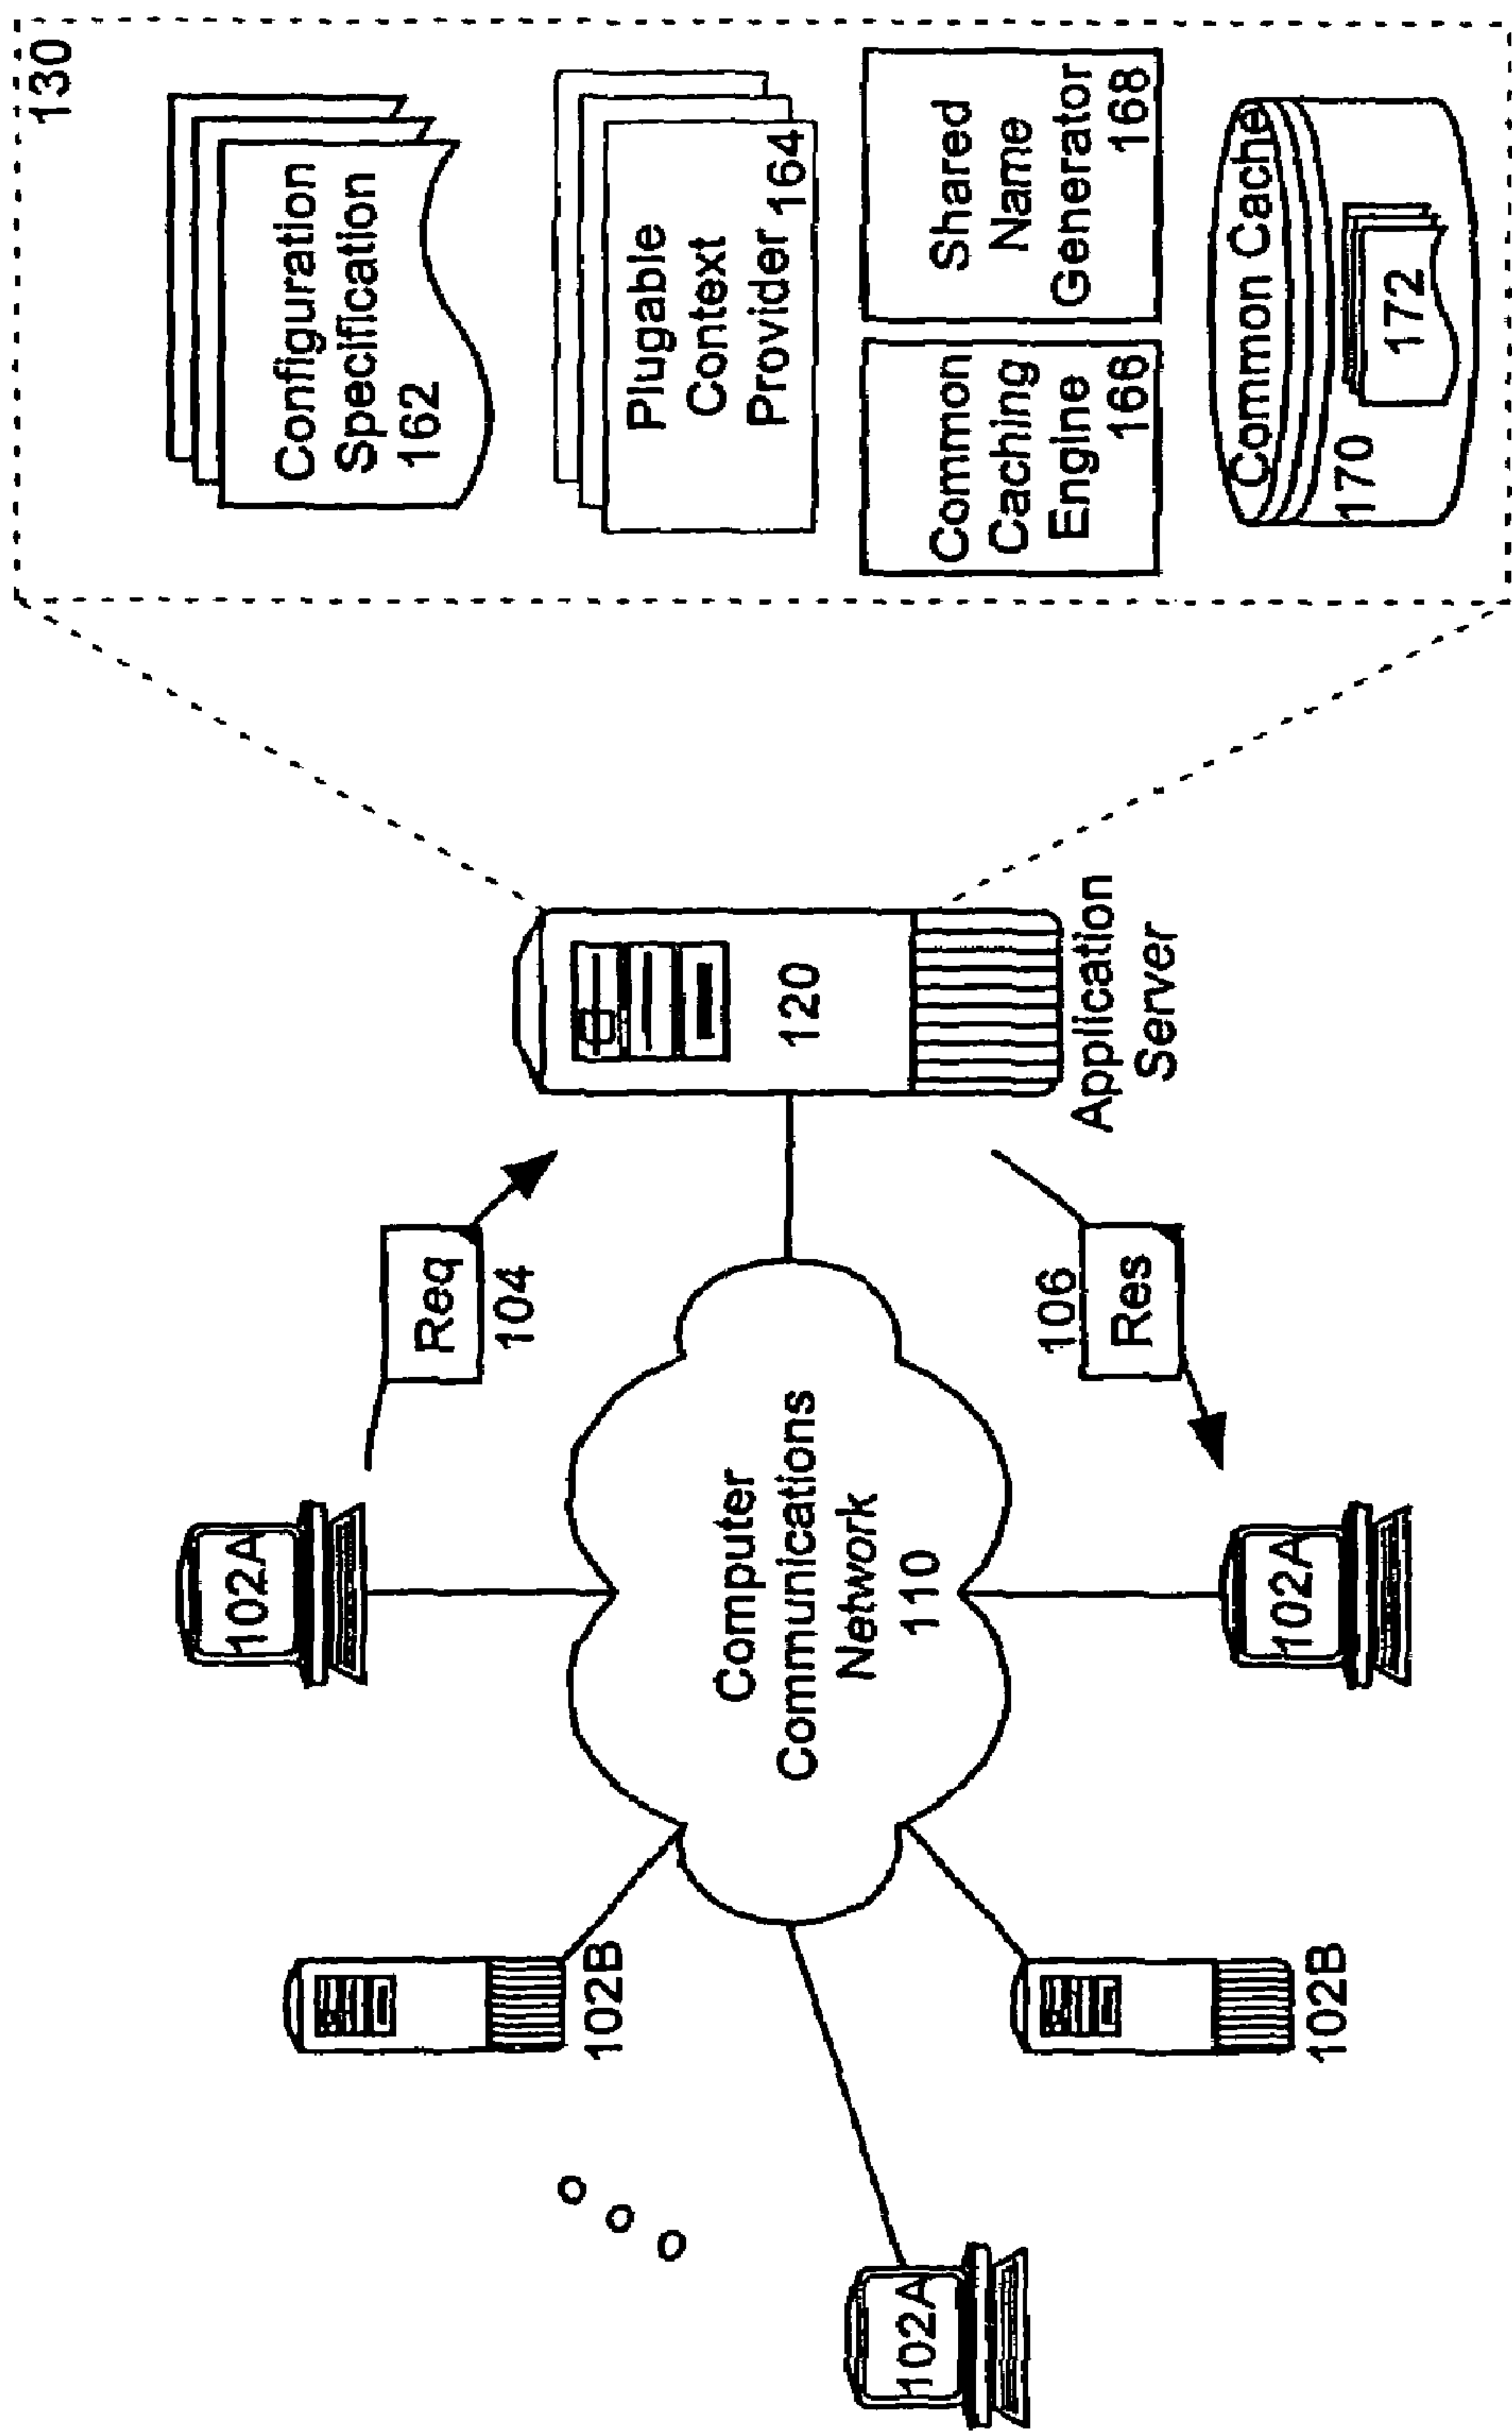 102A
102B
102A
102B
102A
Computer
Communications
Network
110
Req
104
106
Res
120
Application
Server
130
Configuration
Specification
162
Plugable
Context
Provider 164
Common
Caching
Engine
166
Shared
Name
Generator
168
Common Cache
170
172